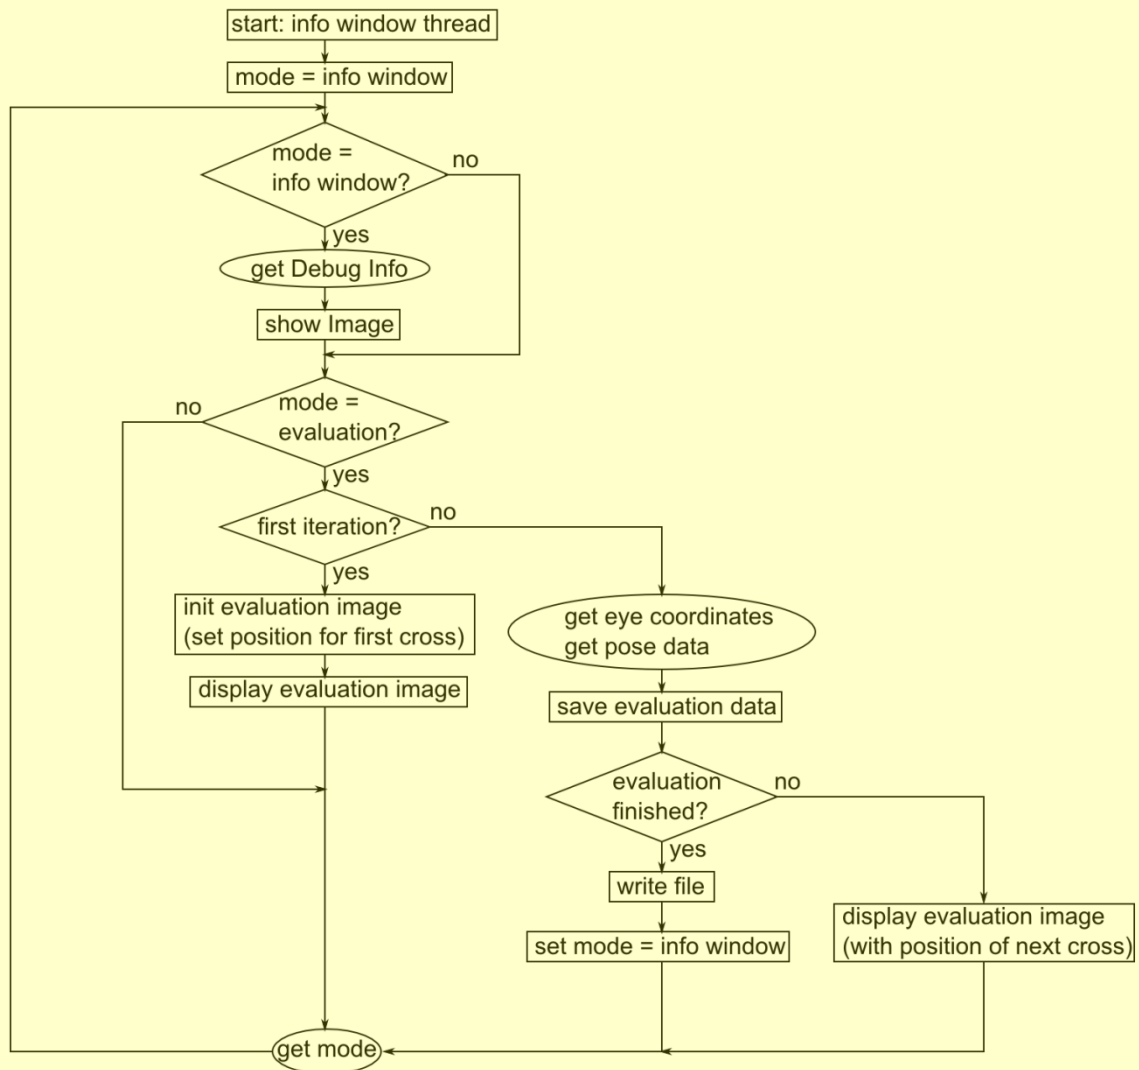 start: info window thread
mode = info window
mode =
info window?
no
yes
get Debug Info
show Image
no
mode =
evaluation?
yes
first iteration?
no
yes
init evaluation image
(set position for first cross)
display evaluation image
get eye coordinates
get pose data
save evaluation data
evaluation
finished?
no
yes
write file
set mode = info window
display evaluation image
(with position of next cross)
get mode